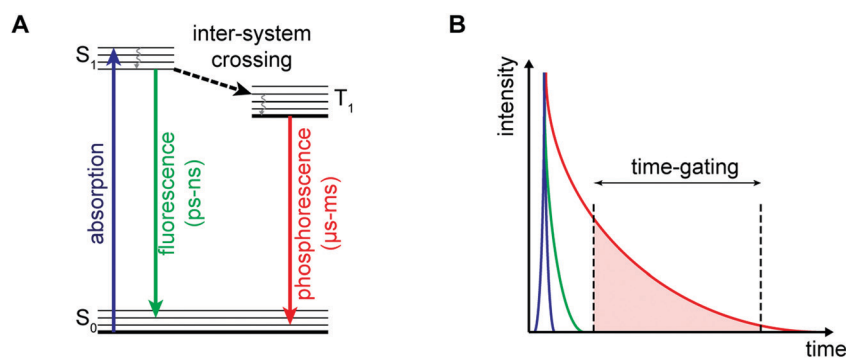 A
S1
inter-system
crossing
T1
absorption
fluorescence
(ps-ns)
phosphorescence
(µs-ms)
S0
B
intensity
time-gating
time